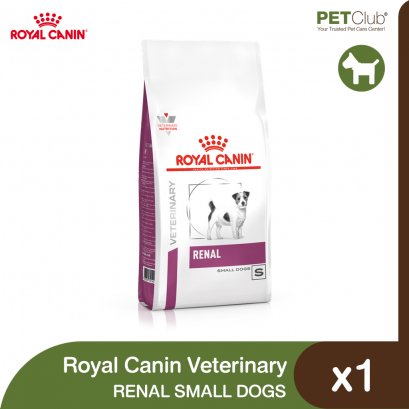 ROYAL CANIN
PETClub
Your Trusted Pet Care Center!
VETERINARY
ROYAL CANIN
VETERINARY
RENAL
SMALL DOGS
S
Royal Canin Veterinary
RENAL SMALL DOGS
x1